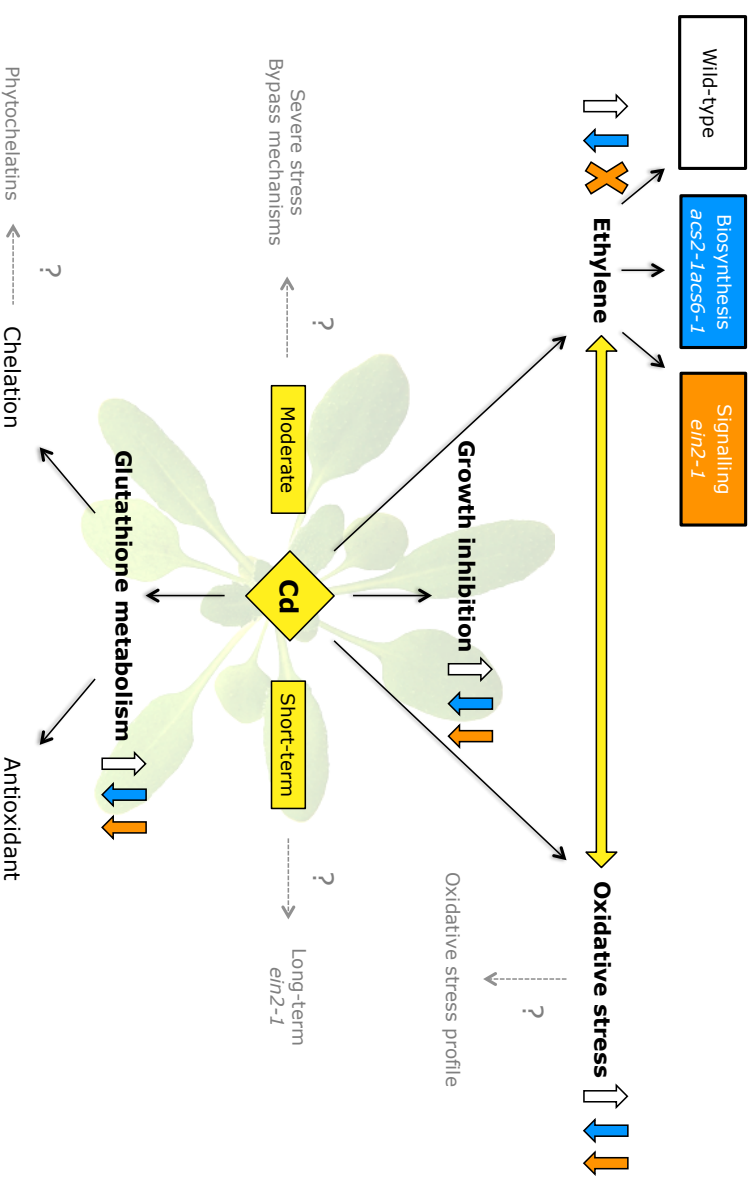 Wild-type
Biosynthesis
acs2-1acs6-1
Signalling
ein2-1
Ethylene
Oxidative stress
?
Oxidative stress profile
Growth inhibition
Severe stress
Bypass mechanisms
?
Moderate
Cd
Short-term
?
Long-term
ein2-1
Glutathione metabolism
Phytochelatins
?
Chelation
Antioxidant